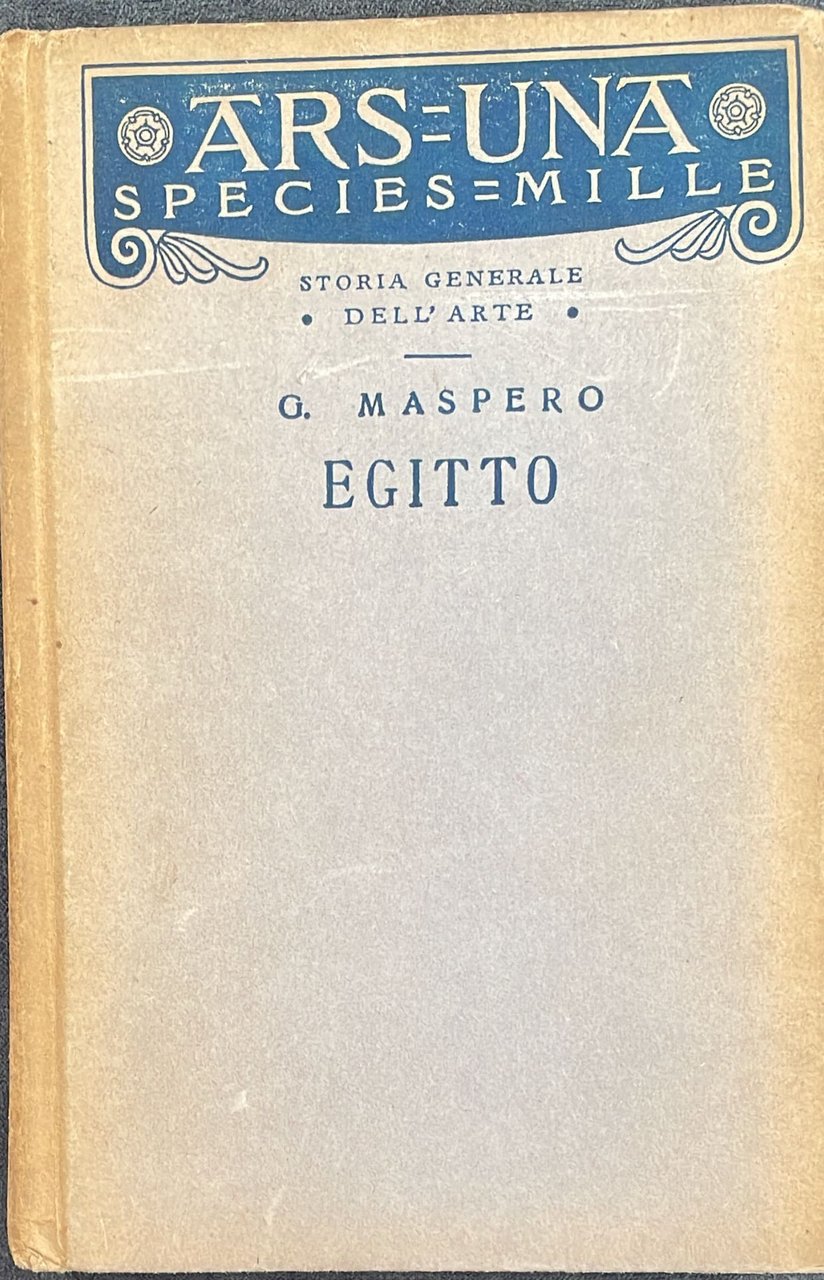 ARS=UNA
SPECIES=MILLE
STORIA GENERALE
• DELL' ARTE •
G. MASPERO
EGITTO